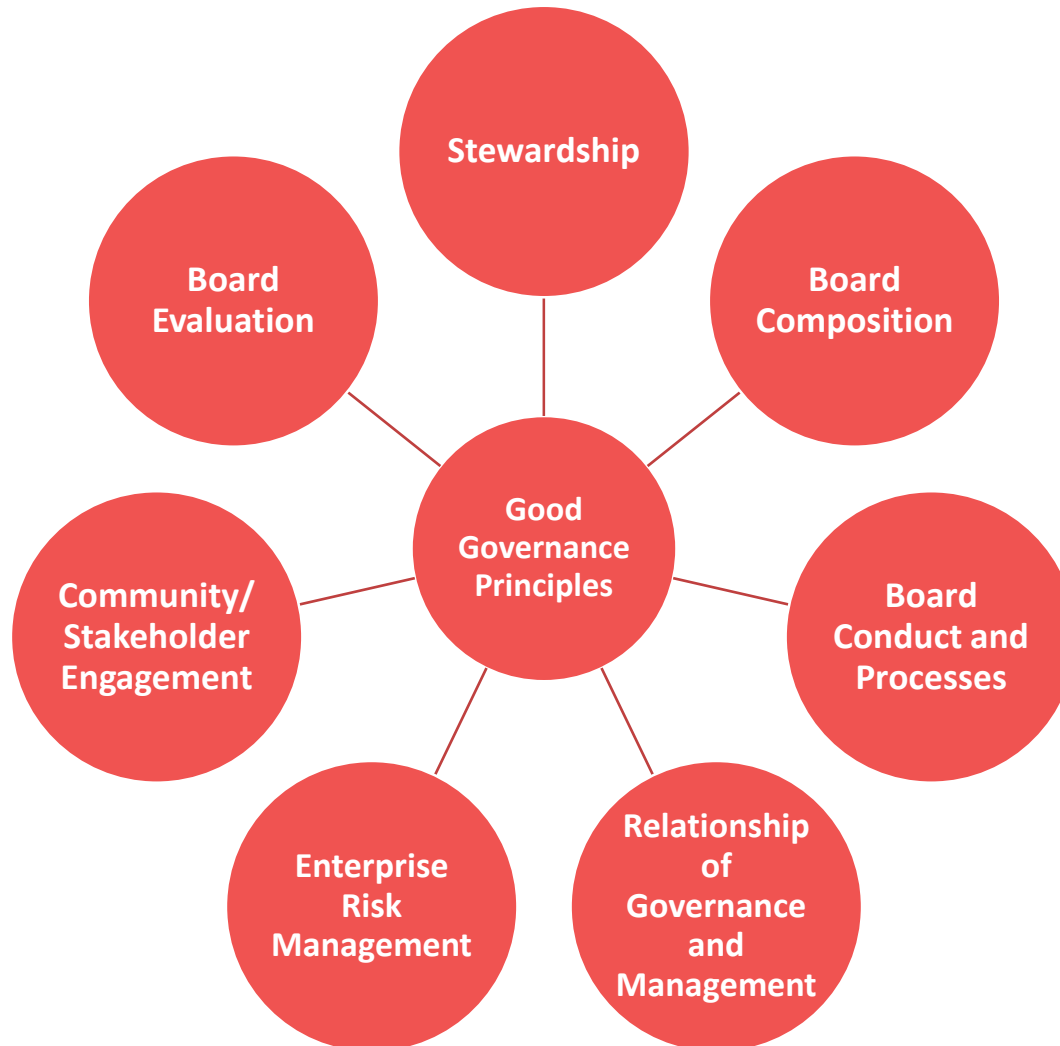 Stewardship
Board
Evaluation
Board
Composition
Good
Governance
Principles
Community/
Stakeholder
Engagement
Board
Conduct and
Processes
Enterprise
Risk
Management
Relationship
of
Governance
and
Management